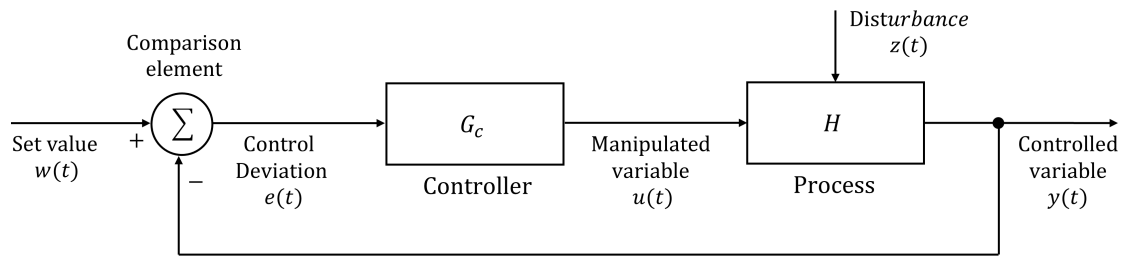 Disturbance
z(t)
Comparison
element
∑
+
−
Set value
w(t)
Control
Deviation
e(t)
G_c
Controller
Manipulated
variable
u(t)
H
Process
Controlled
variable
y(t)